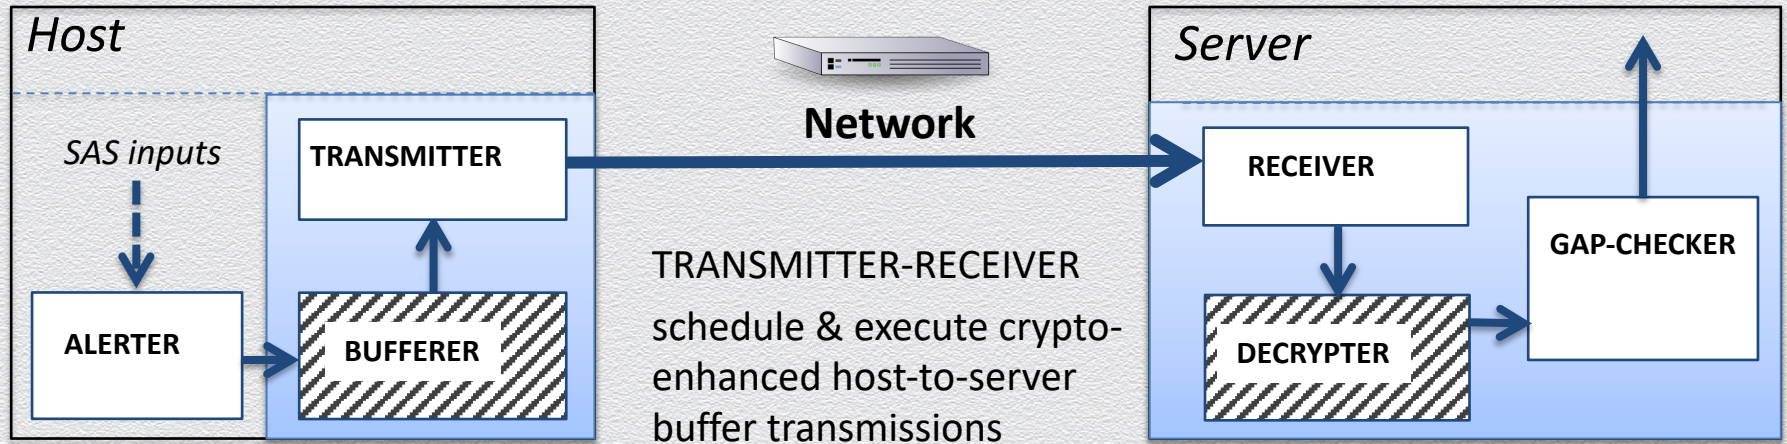 Host
SAS inputs
TRANSMITTER
ALERTER
BUFFERER
Network
TRANSMITTER-RECEIVER
schedule & execute crypto-
enhanced host-to-server
buffer transmissions
Server
RECEIVER
GAP-CHECKER
DECRYPTER